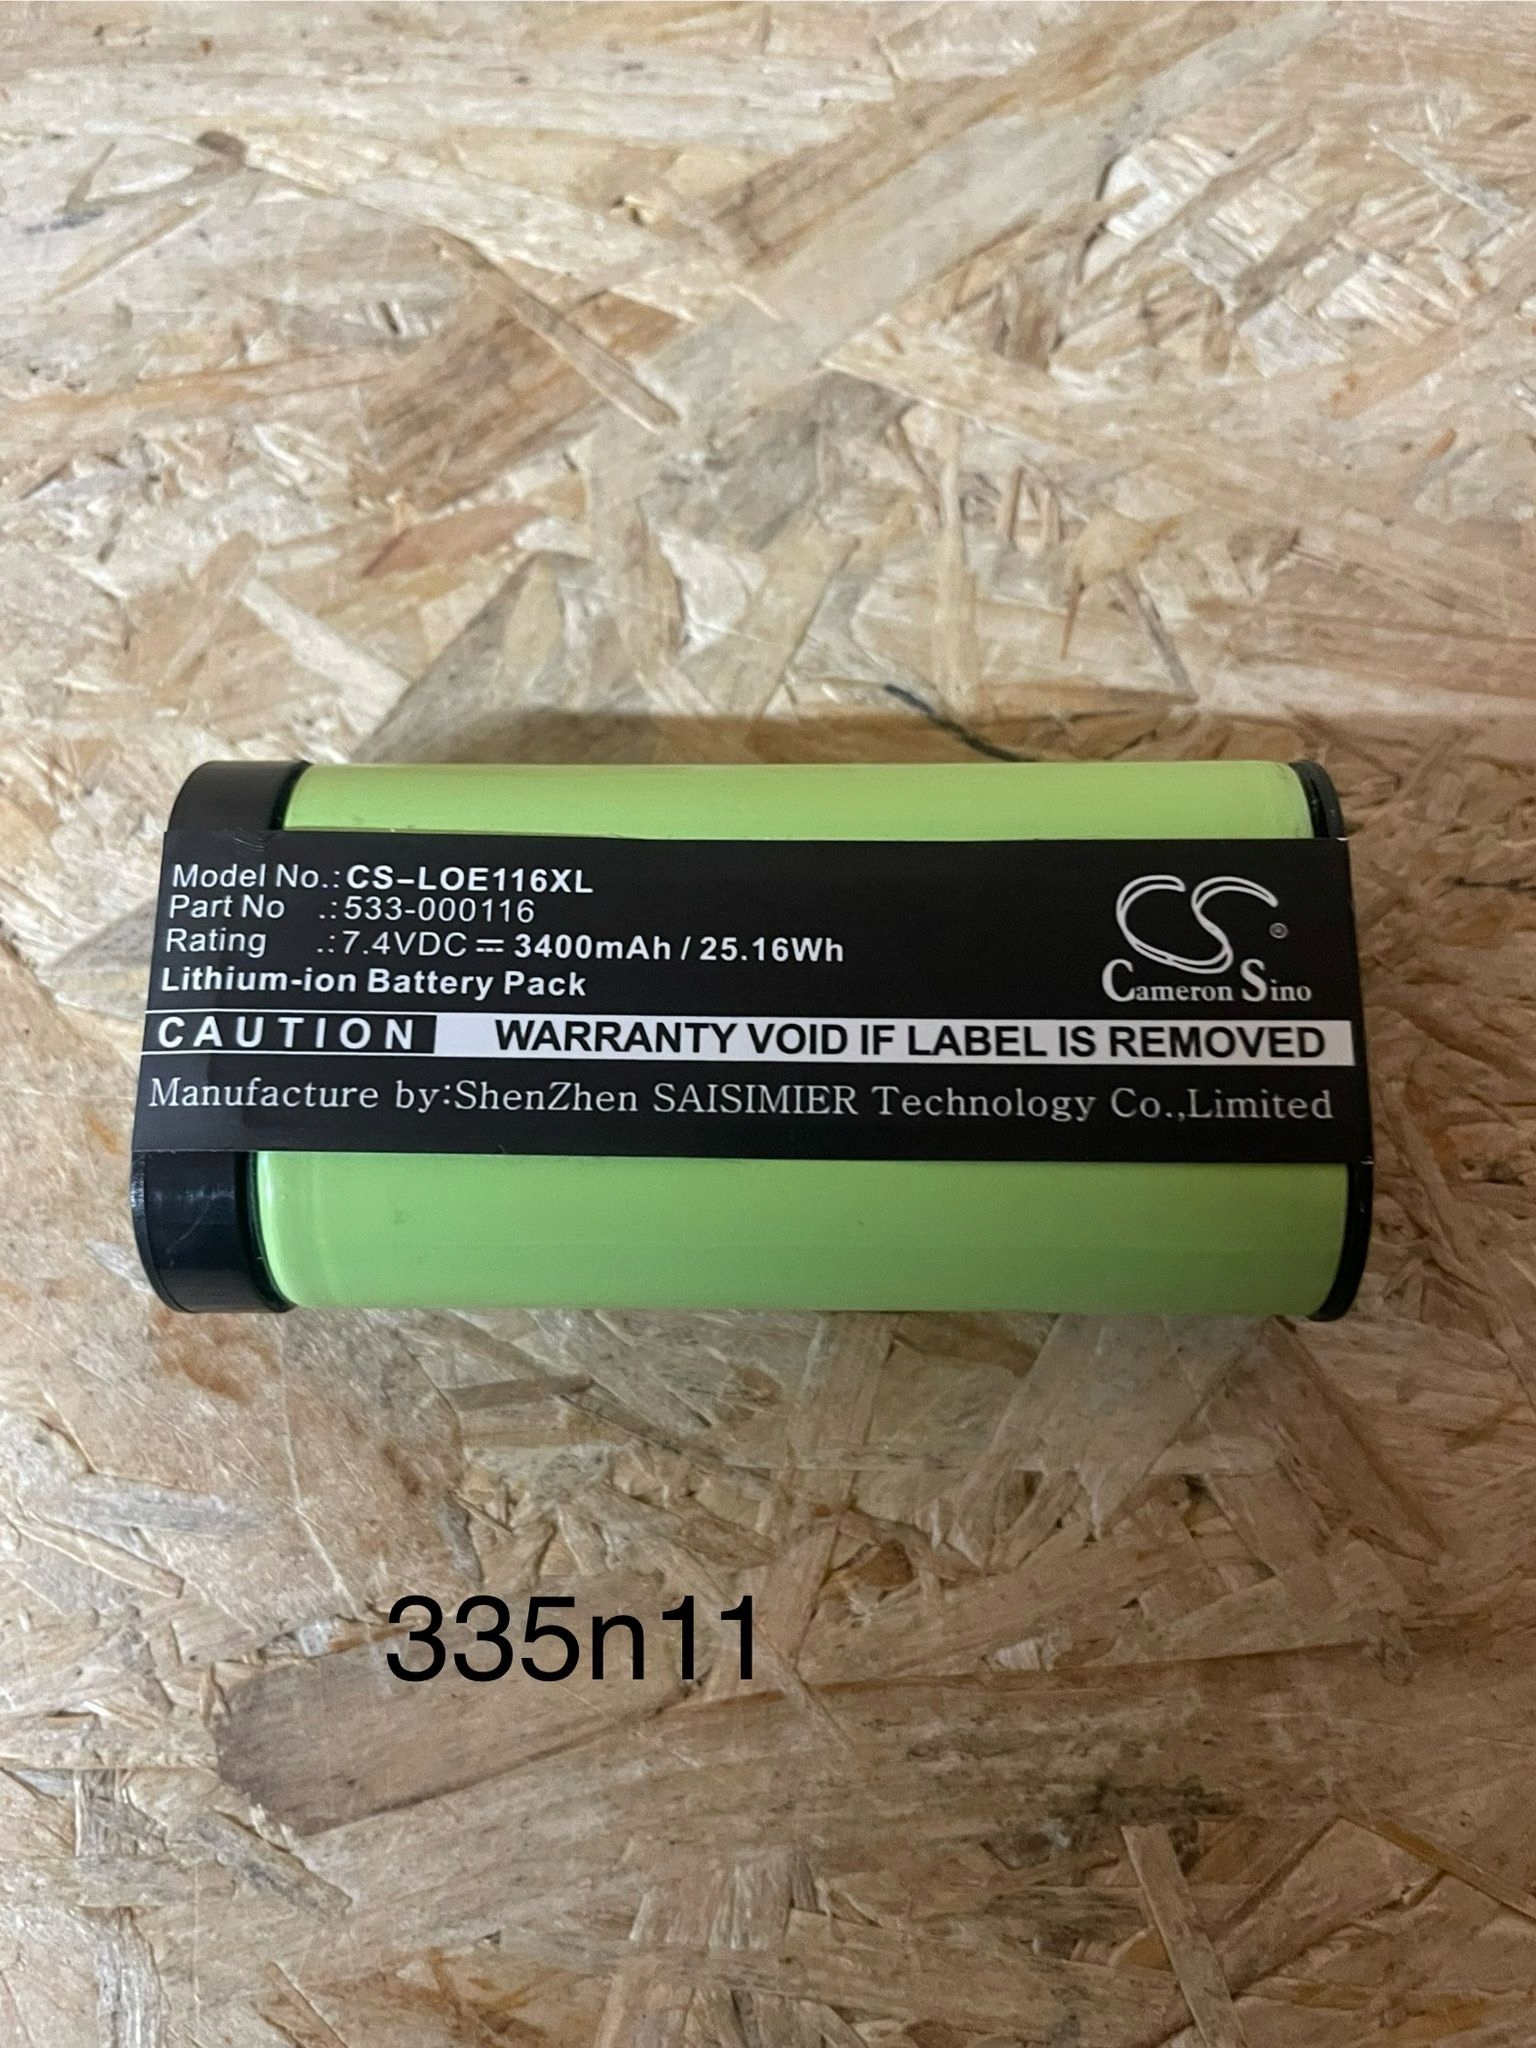 Model No.: CS-LOE116XL
Part No .: 533-000116
Rating .: 7.4VDC ⎓ 3400mAh / 25.16Wh
Lithium-ion Battery Pack
CS ®
Cameron Sino
CAUTION WARRANTY VOID IF LABEL IS REMOVED
Manufacture by:ShenZhen SAISIMIER Technology Co.,Limited
335n11